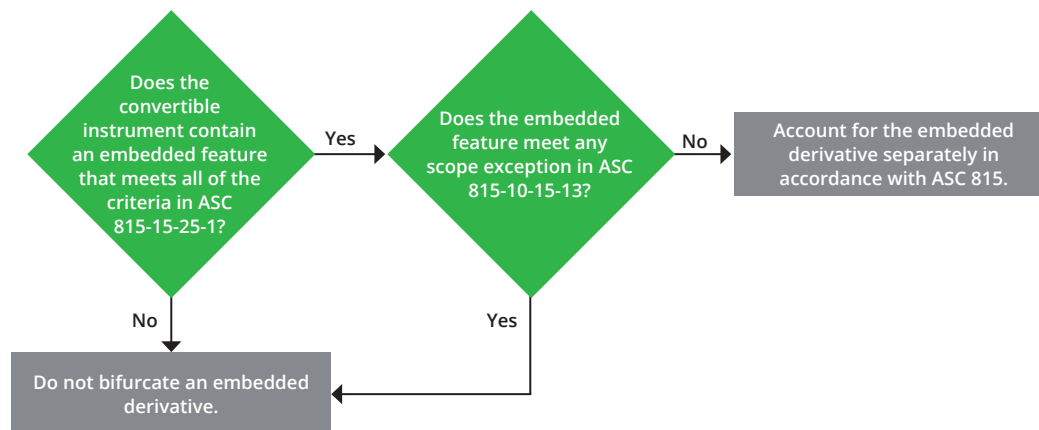 Does the
convertible
instrument contain
an embedded feature
that meets all of the
criteria in ASC
815-15-25-1?
Yes
Does the embedded
feature meet any
scope exception in ASC
815-10-15-13?
No
Account for the embedded
derivative separately in
accordance with ASC 815.
No
Yes
Do not bifurcate an embedded
derivative.